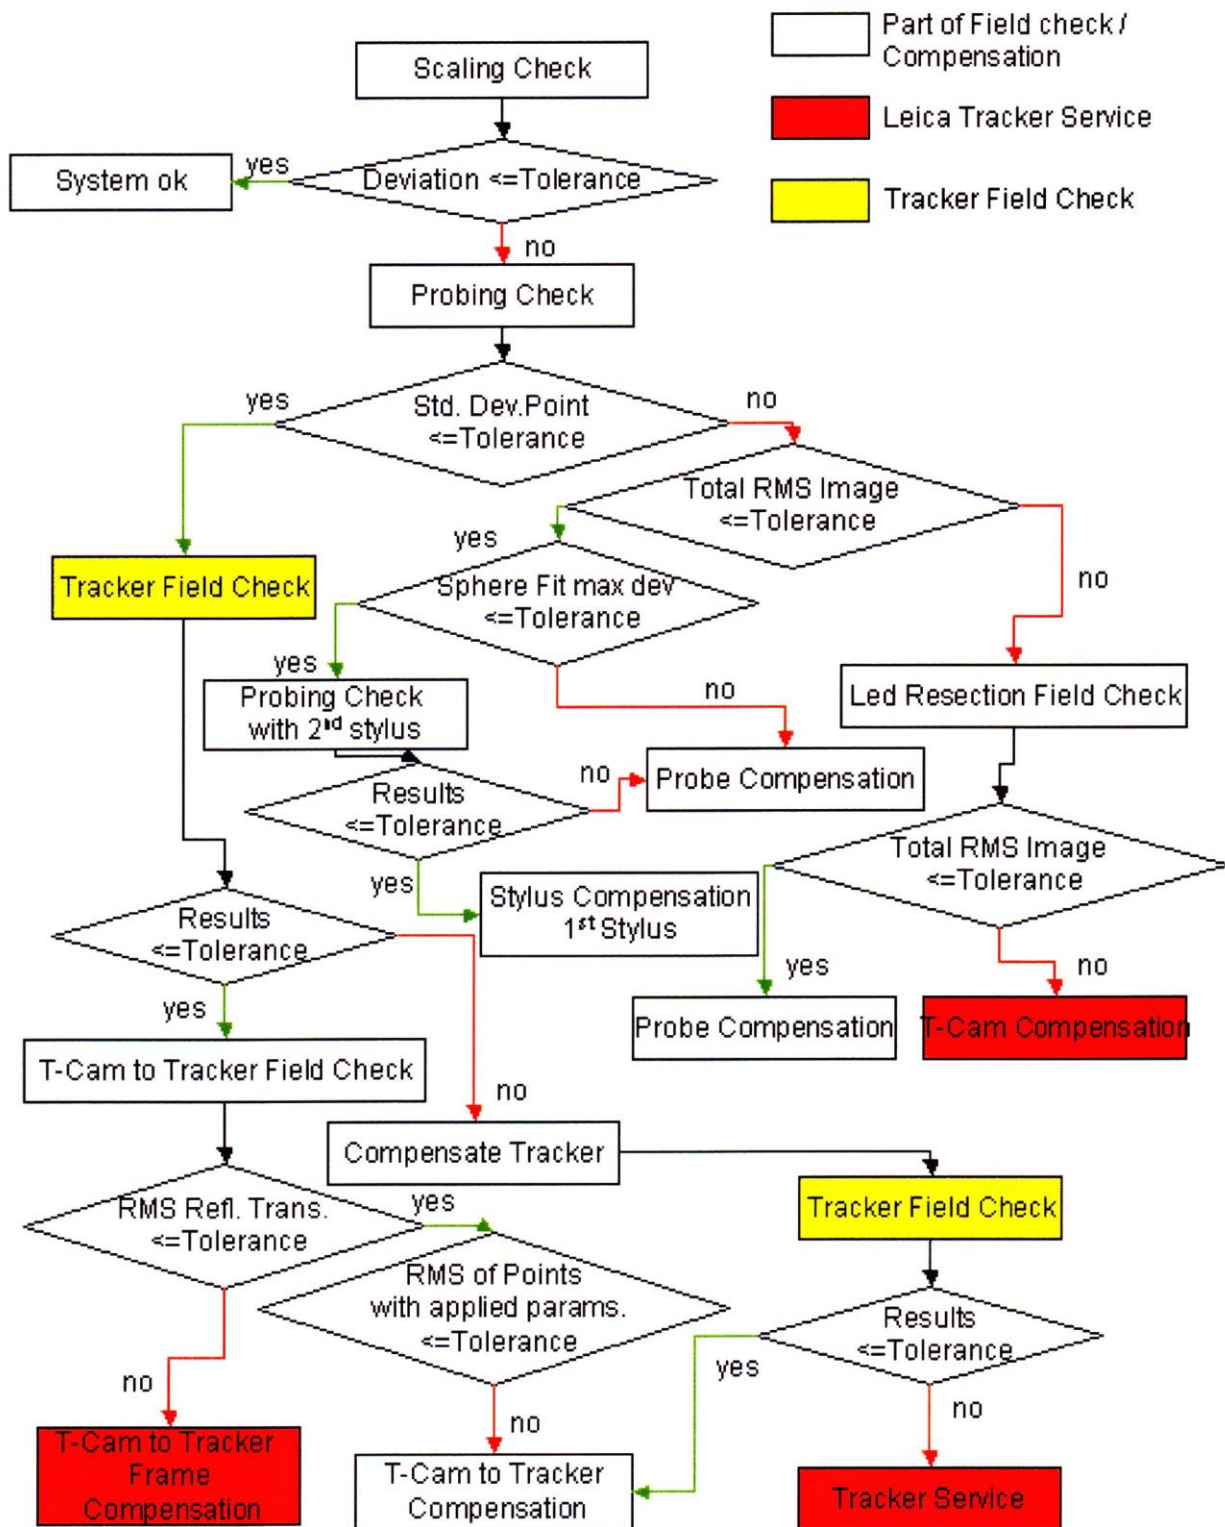 Part of Field check /
Compensation
Scaling Check
Leica Tracker Service
System ok
yes
Deviation <=Tolerance
Tracker Field Check
no
Probing Check
yes
Std. Dev.Point
<=Tolerance
no
Total RMS Image
<=Tolerance
yes
Tracker Field Check
Sphere Fit max dev
<=Tolerance
no
yes
Probing Check
with 2nd stylus
no
Led Resection Field Check
Results
<=Tolerance
no
Probe Compensation
Total RMS Image
<=Tolerance
yes
Stylus Compensation
1st Stylus
Results
<=Tolerance
yes
no
yes
Probe Compensation
T-Cam Compensation
T-Cam to Tracker Field Check
no
Compensate Tracker
RMS Refl. Trans.
<=Tolerance
yes
Tracker Field Check
RMS of Points
with applied params.
<=Tolerance
Results
<=Tolerance
yes
no
no
no
T-Cam to Tracker
Frame
Compensation
T-Cam to Tracker
Compensation
Tracker Service